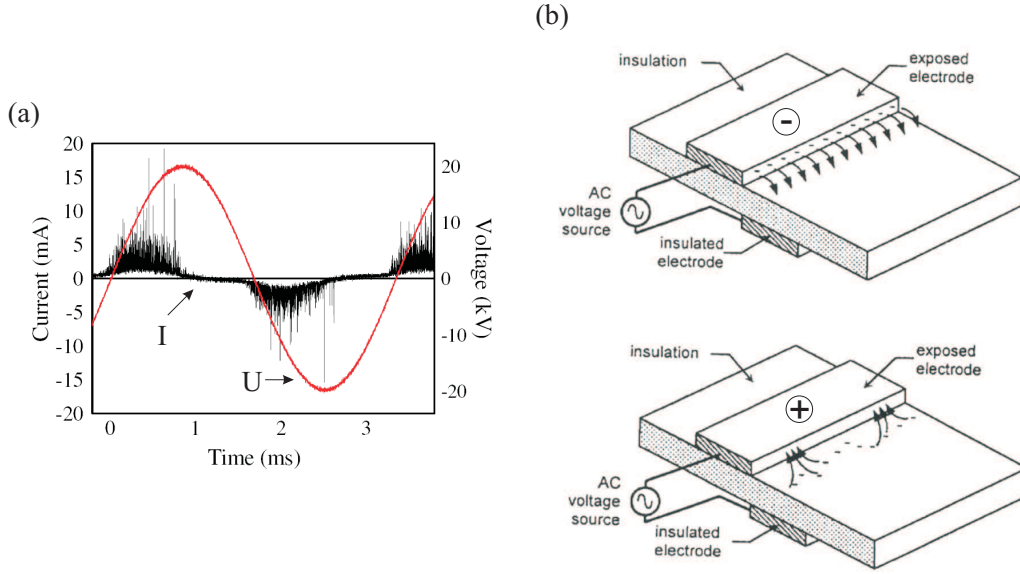 (a)
20
15
10
5
0
-5
-10
-15
-20
Current (mA)
20
10
0
-10
-20
Voltage (kV)
I
U
0 1 2 3
Time (ms)
(b)
insulation
exposed
electrode
-
AC
voltage
source
insulated
electrode
insulation
exposed
electrode
+
AC
voltage
source
insulated
electrode